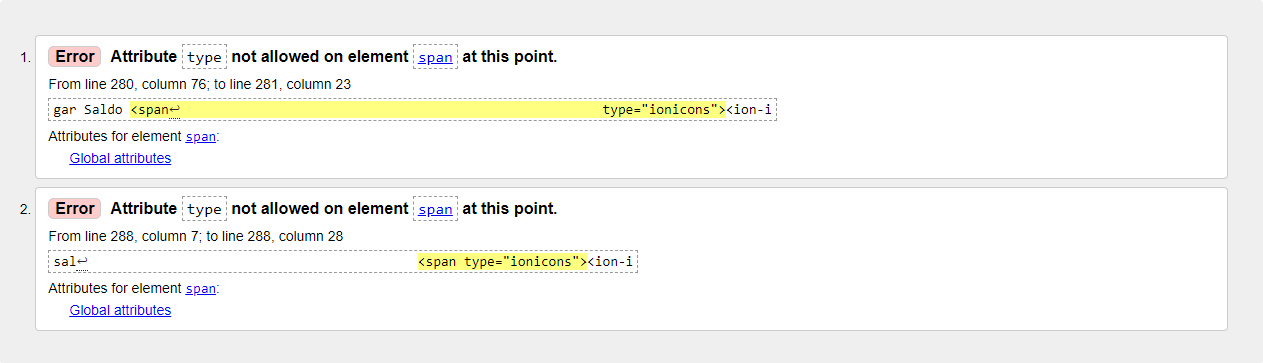 1. Error Attribute type not allowed on element span at this point.
From line 280, column 76; to line 281, column 23
gar Saldo <span↩ type="ionicons"><ion-i
Attributes for element span:
Global attributes
2. Error Attribute type not allowed on element span at this point.
From line 288, column 7; to line 288, column 28
sal↩ <span type="ionicons"><ion-i
Attributes for element span:
Global attributes